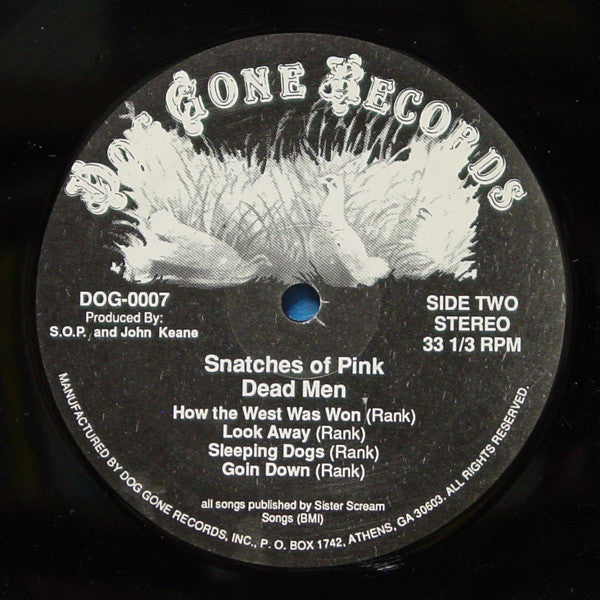 Dog Gone Records
DOG-0007
Produced By:
S.O.P. and John Keane
SIDE TWO
STEREO
33 1/3 RPM
Snatches of Pink
Dead Men
How the West Was Won (Rank)
Look Away (Rank)
Sleeping Dogs (Rank)
Goin Down (Rank)
all songs published by Sister Scream
Songs (BMI)
MANUFACTURED BY DOG GONE RECORDS, INC., P. O. BOX 1742, ATHENS, GA 30603. ALL RIGHTS RESERVED.